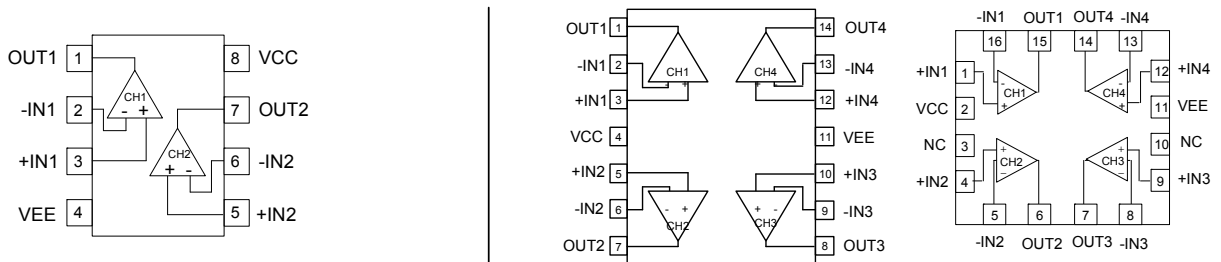 OUT1 1 8 VCC
CH1
-IN1 2 - + 7 OUT2
CH2
+IN1 3 + - 6 -IN2
VEE 4 5 +IN2
OUT1 1 14 OUT4
-IN1 2 CH1 CH4 13 -IN4
- + + -
+IN1 3 12 +IN4
VCC 4 11 VEE
+IN2 5 10 +IN3
-IN2 6 - + + - 9 -IN3
CH2 CH3
OUT2 7 8 OUT3
-IN1 OUT1 OUT4 -IN4
16 15 14 13
+IN1 1 - - 12 +IN4
CH1 CH4
+ +
VCC 2 11 VEE
NC 3 10 NC
+ +
CH2 CH3
- -
+IN2 4 9 +IN3
5 6 7 8
-IN2 OUT2 OUT3 -IN3